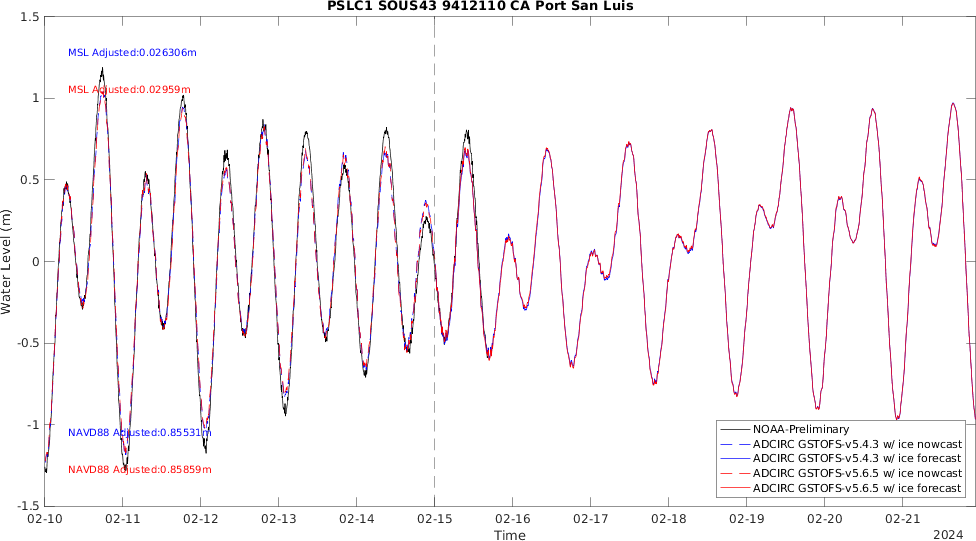 PSLC1 SOUS43 9412110 CA Port San Luis
1.5
1
0.5
0
-0.5
-1
-1.5
Water Level (m)
MSL Adjusted:0.026306m
MSL Adjusted:0.02959m
NAVD88 Adjusted:0.85531m
NAVD88 Adjusted:0.85859m
NOAA-Preliminary
ADCIRC GSTOFS-v5.4.3 w/ ice nowcast
ADCIRC GSTOFS-v5.4.3 w/ ice forecast
ADCIRC GSTOFS-v5.6.5 w/ ice nowcast
ADCIRC GSTOFS-v5.6.5 w/ ice forecast
02-10 02-11 02-12 02-13 02-14 02-15 02-16 02-17 02-18 02-19 02-20 02-21
Time
2024